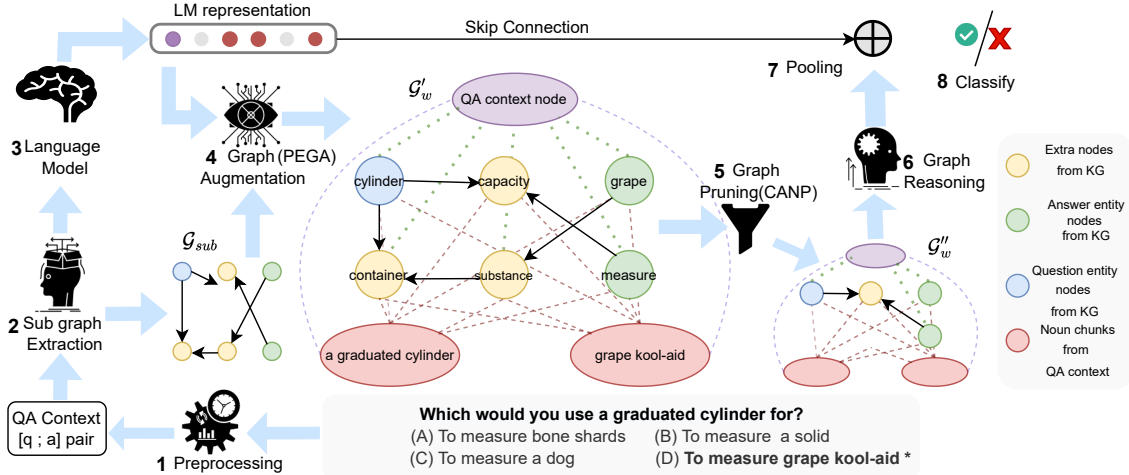 LM representation
Skip Connection
7 Pooling
8 Classify
3 Language
Model
4 Graph (PEGA)
Augmentation
𝒢′w
QA context node
cylinder
capacity
grape
container
substance
measure
a graduated cylinder
grape kool-aid
5 Graph
Pruning(CANP)
6 Graph
Reasoning
𝒢″w
Extra nodes
from KG
Answer entity
nodes
from KG
Question entity
nodes
from KG
Noun chunks
from
QA context
𝒢sub
2 Sub graph
Extraction
QA Context
[q ; a] pair
1 Preprocessing
Which would you use a graduated cylinder for?
(A) To measure bone shards (B) To measure a solid
(C) To measure a dog (D) To measure grape kool-aid *